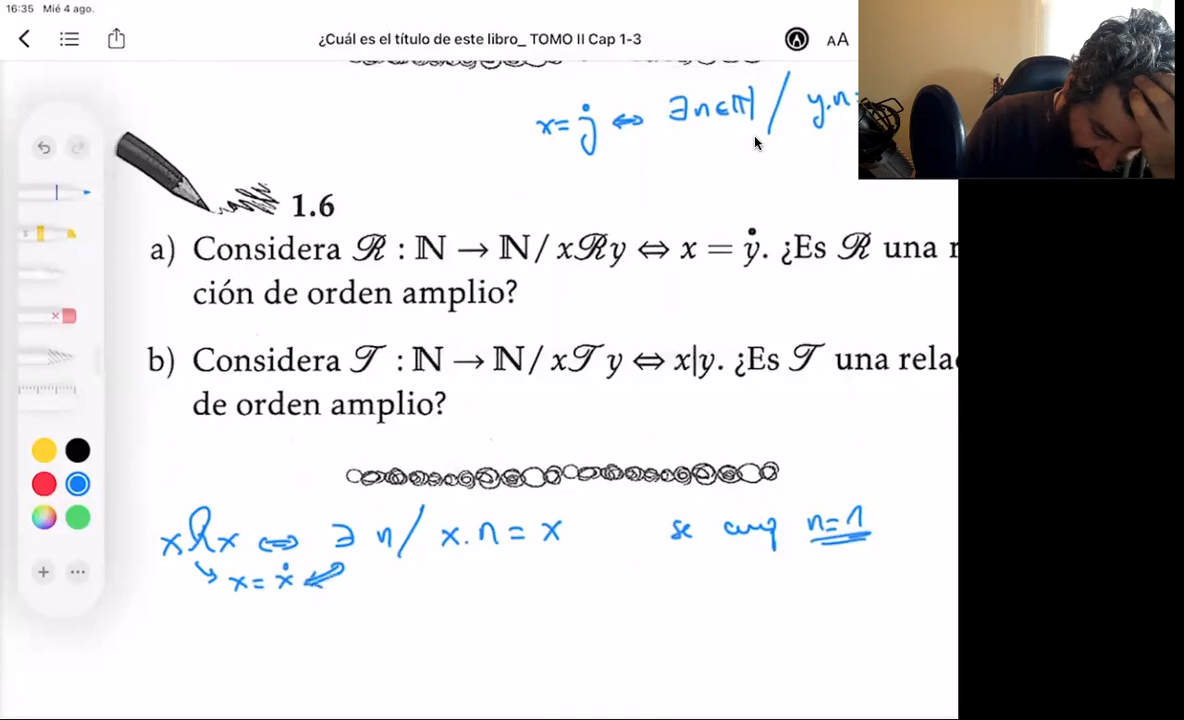 16:35 Mié 4 ago.
¿Cuál es el título de este libro_ TOMO II Cap 1-3
AA
x = ẏ ⇔ ∃ n ∈ ℕ / y.n =
1.6
a) Considera ℛ : ℕ → ℕ / xℛy ⇔ x = ẏ. ¿Es ℛ una r
ción de orden amplio?
b) Considera 𝒯 : ℕ → ℕ / x𝒯y ⇔ x|y. ¿Es 𝒯 una rela
de orden amplio?
xℛx ⇔ ∃ n / x.n = x se n=1
x = ẋ